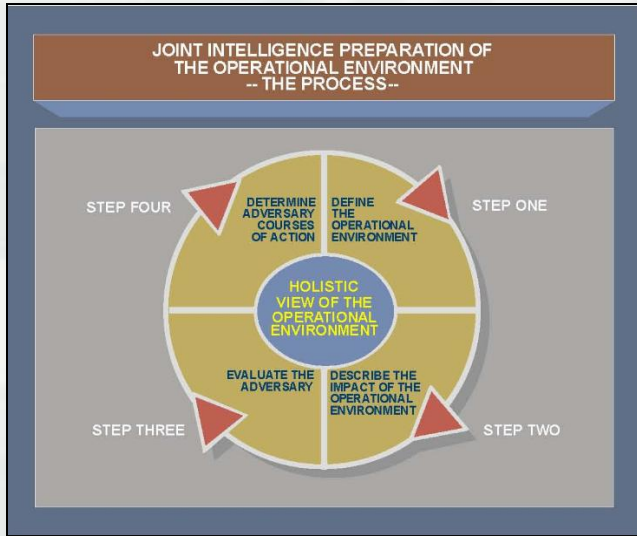 JOINT INTELLIGENCE PREPARATION OF
THE OPERATIONAL ENVIRONMENT
-- THE PROCESS--
STEP FOUR
DETERMINE
ADVERSARY
COURSES
OF ACTION
DEFINE
THE
OPERATIONAL
ENVIRONMENT
STEP ONE
HOLISTIC
VIEW OF THE
OPERATIONAL
ENVIRONMENT
EVALUATE THE
ADVERSARY
DESCRIBE THE
IMPACT OF THE
OPERATIONAL
ENVIRONMENT
STEP THREE
STEP TWO